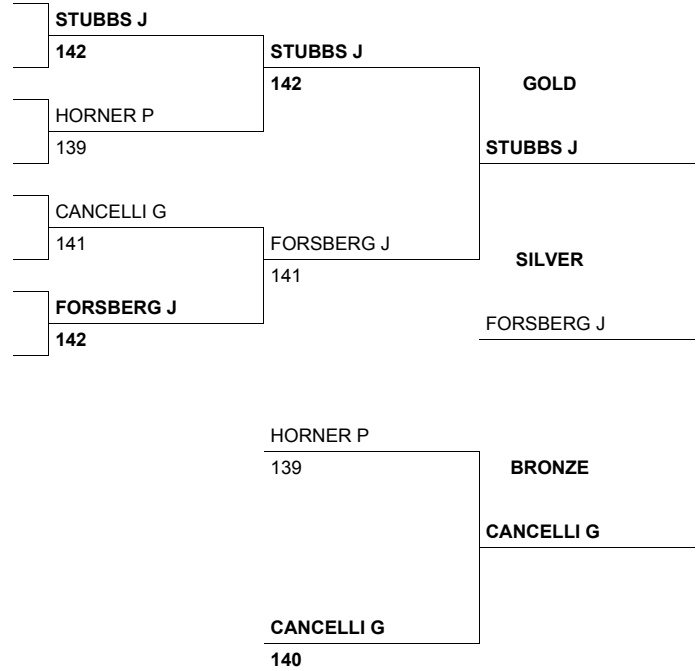 STUBBS J
142
STUBBS J
142
GOLD
HORNER P
139
STUBBS J
CANCELLI G
141
FORSBERG J
141
SILVER
FORSBERG J
142
FORSBERG J
HORNER P
139
BRONZE
CANCELLI G
CANCELLI G
140